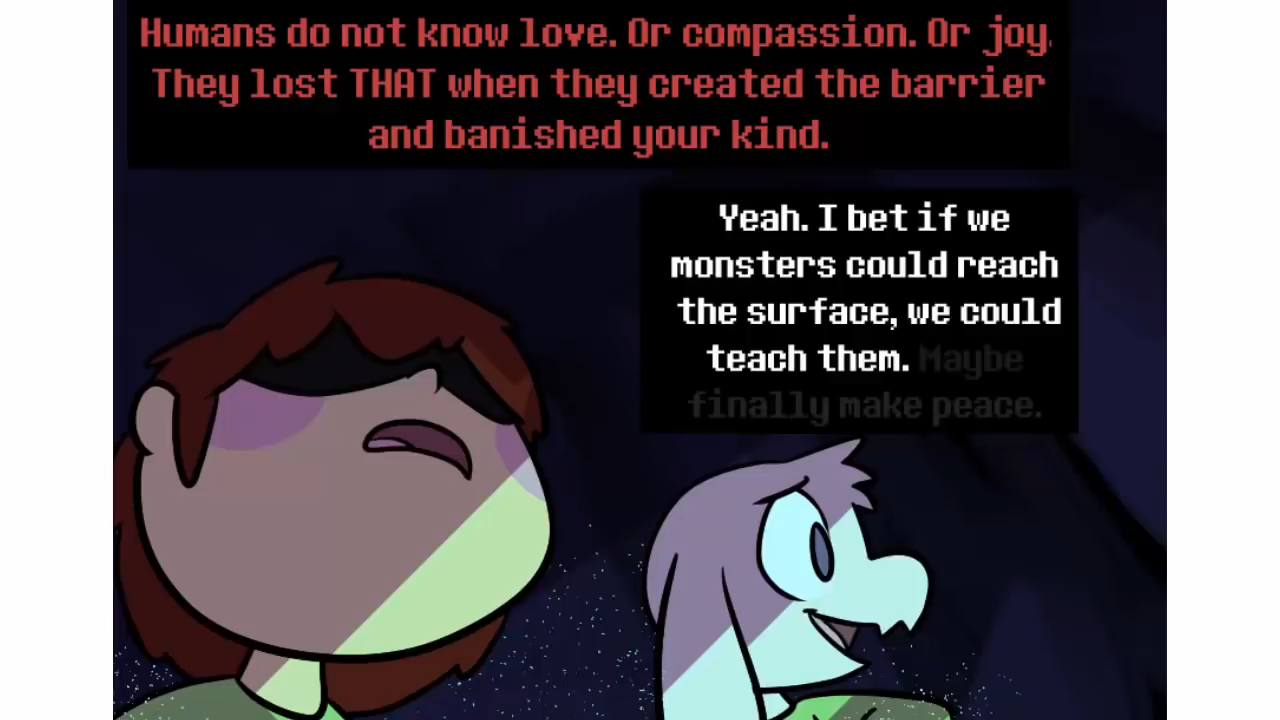 Humans do not know love. Or compassion. Or joy.
They lost THAT when they created the barrier
and banished your kind.
Yeah. I bet if we
monsters could reach
the surface, we could
teach them. Maybe
finally make peace.